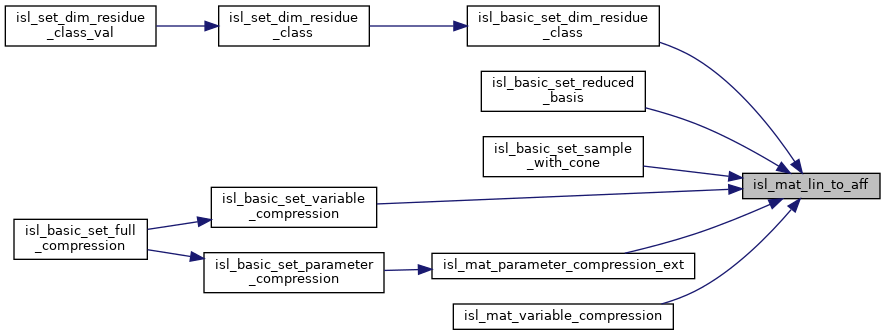 isl_set_dim_residue
_class_val
isl_set_dim_residue
_class
isl_basic_set_dim_residue
_class
isl_basic_set_reduced
_basis
isl_basic_set_sample
_with_cone
isl_mat_lin_to_aff
isl_basic_set_variable
_compression
isl_basic_set_full
_compression
isl_basic_set_parameter
_compression
isl_mat_parameter_compression_ext
isl_mat_variable_compression